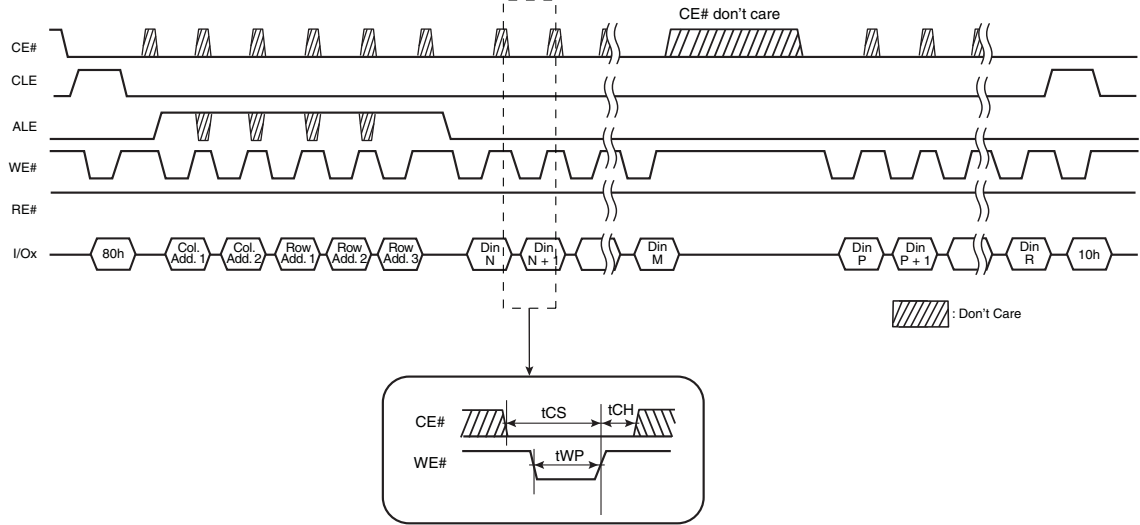 CE# don't care
CE#
CLE
ALE
WE#
RE#
I/Ox
80h
Col.
Add. 1
Col.
Add. 2
Row
Add. 1
Row
Add. 2
Row
Add. 3
Din
N
Din
N + 1
Din
M
Din
P
Din
P + 1
Din
R
10h
: Don't Care
CE#
tCS
tCH
WE#
tWP